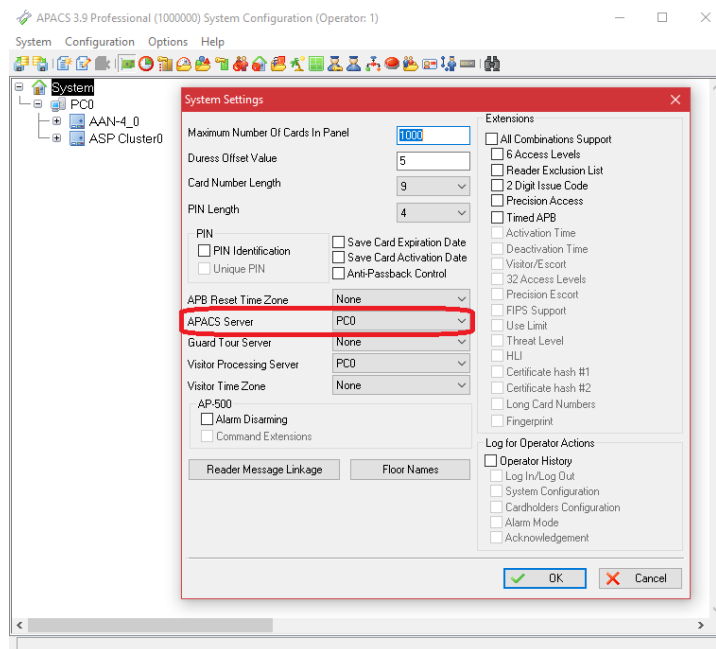 APACS 3.9 Professional (1000000) System Configuration (Operator: 1)
System Configuration Options Help
System
PC0
AAN-4_0
ASP Cluster0
System Settings
Maximum Number Of Cards In Panel 1000
Duress Offset Value 5
Card Number Length 9
PIN Length 4
PIN
PIN Identification
Unique PIN
Save Card Expiration Date
Save Card Activation Date
Anti-Passback Control
APB Reset Time Zone None
APACS Server PC0
Guard Tour Server None
Visitor Processing Server PC0
Visitor Time Zone None
AP-500
Alarm Disarming
Command Extensions
Reader Message Linkage Floor Names
Extensions
All Combinations Support
6 Access Levels
Reader Exclusion List
2 Digit Issue Code
Precision Access
Timed APB
Activation Time
Deactivation Time
Visitor/Escort
32 Access Levels
Precision Escort
FIPS Support
Use Limit
Threat Level
HLI
Certificate hash #1
Certificate hash #2
Long Card Numbers
Fingerprint
Log for Operator Actions
Operator History
Log In/Log Out
System Configuration
Cardholders Configuration
Alarm Mode
Acknowledgement
OK Cancel